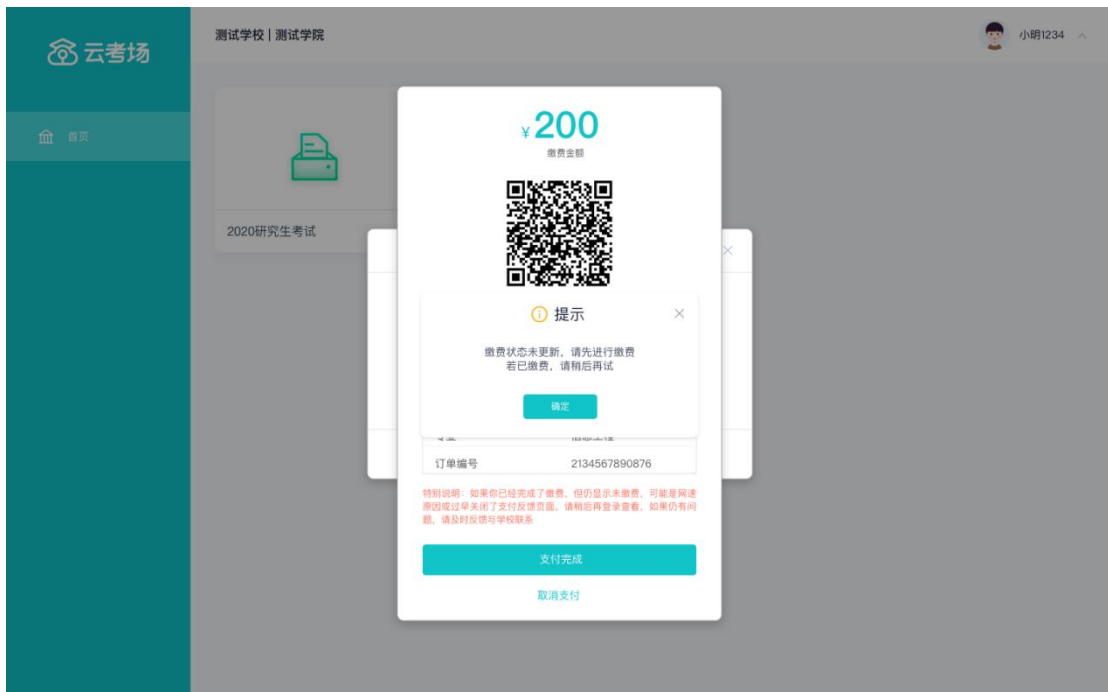 云考场
测试学校 | 测试学院
小明1234
首页
2020研究生考试
¥200
缴费金额
提示
缴费状态未更新，请先进行缴费
若已缴费，请稍后再试
确定
订单编号 2134567890876
特别说明：如果你已经完成了缴费，但仍显示未缴费，可能是网速
原因或过早关闭了支付反馈页面，请稍后再登录查看，如果仍有问
题，请及时反馈与学校联系
支付完成
取消支付